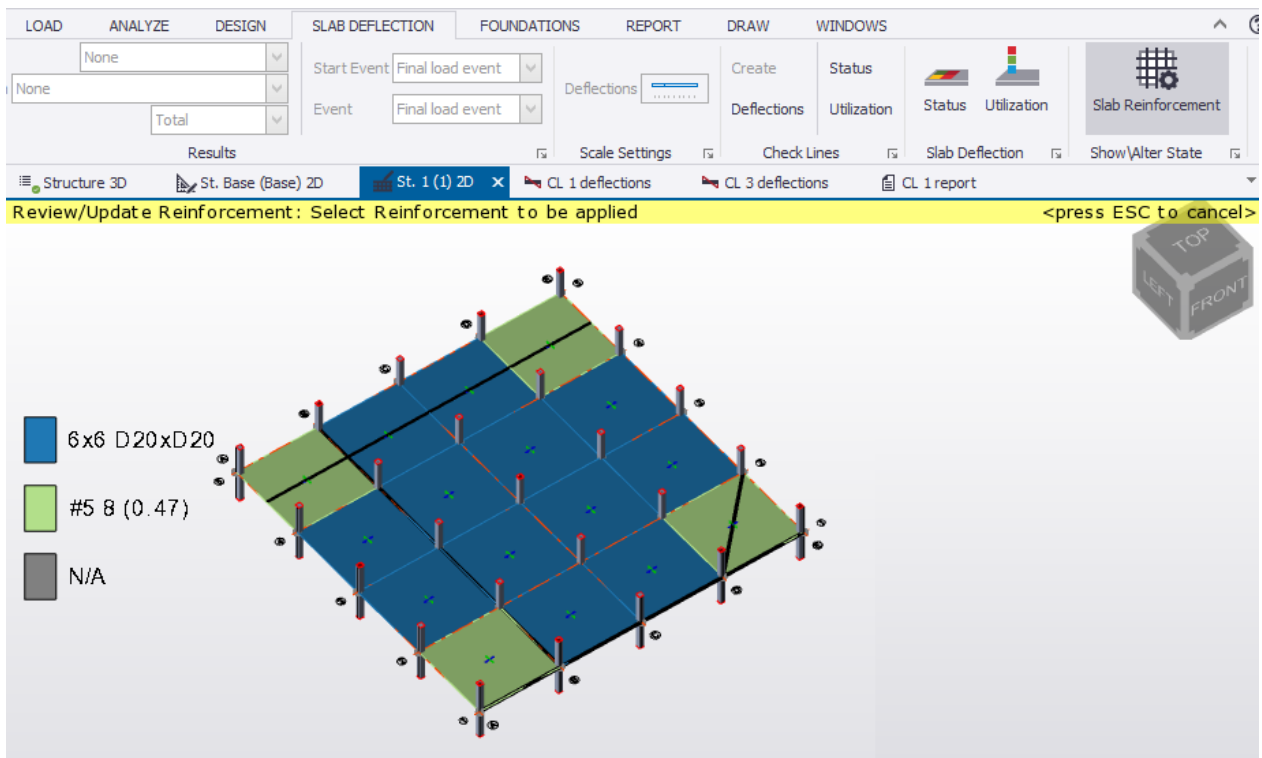 LOAD ANALYZE DESIGN SLAB DEFLECTION FOUNDATIONS REPORT DRAW WINDOWS
None
None
Total
Start Event Final load event
Event Final load event
Deflections
Create
Deflections
Status
Utilization
Status Utilization
Slab Reinforcement
Results Scale Settings Check Lines Slab Deflection Show\Alter State
Structure 3D St. Base (Base) 2D St. 1 (1) 2D CL 1 deflections CL 3 deflections CL 1 report
Review/Update Reinforcement: Select Reinforcement to be applied <press ESC to cancel>
TOP
LEFT FRONT
6x6 D20xD20
#5 8 (0.47)
N/A